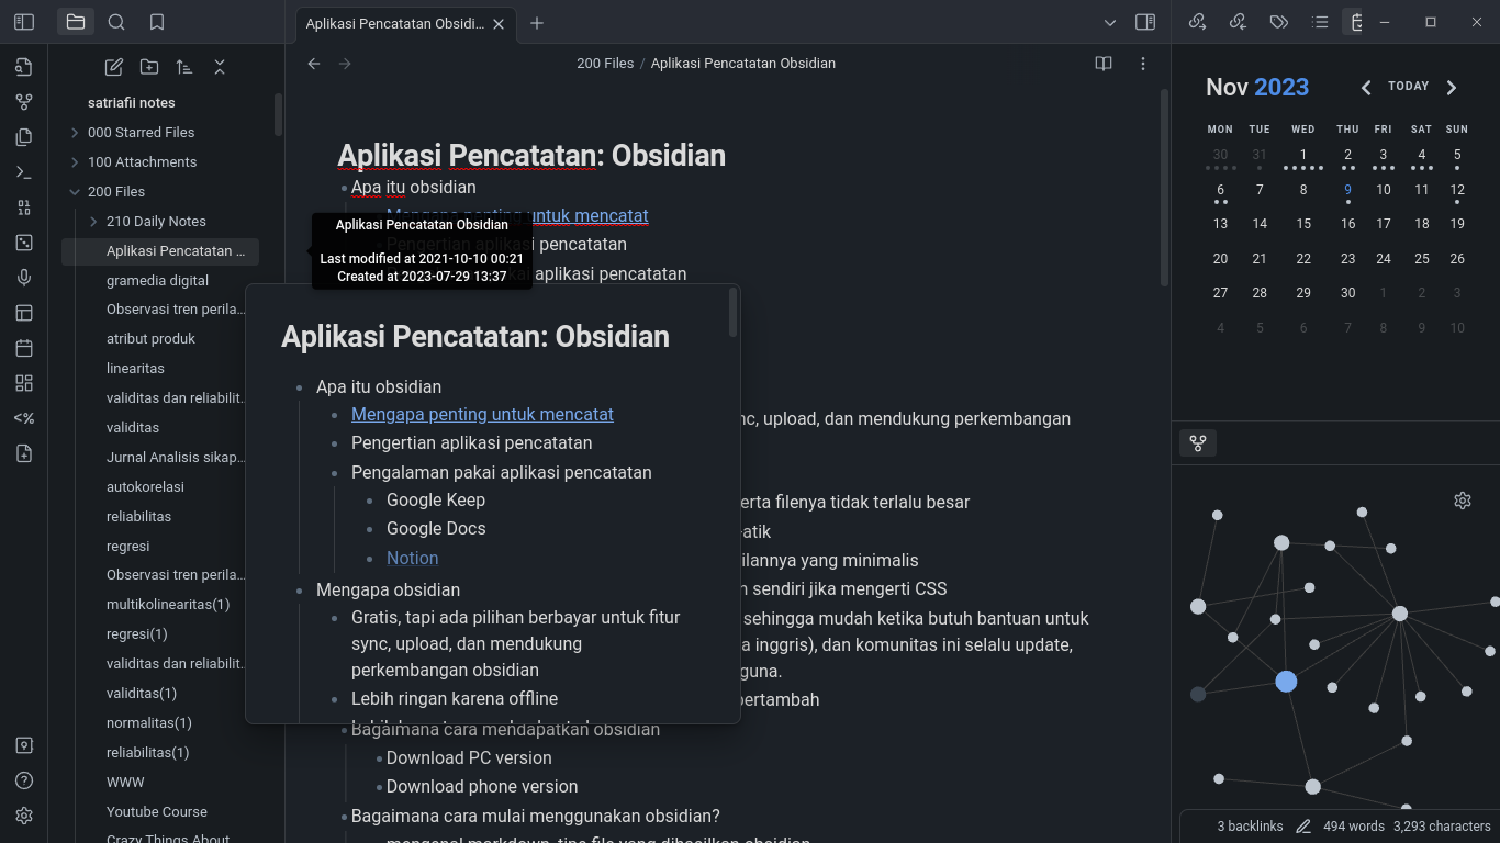 Aplikasi Pencatatan Obsidi...
satriafii notes
000 Starred Files
100 Attachments
200 Files
210 Daily Notes
Aplikasi Pencatatan ...
gramedia digital
Observasi tren perila...
atribut produk
linearitas
validitas dan reliabilit...
validitas
Jurnal Analisis sikap...
autokorelasi
reliabilitas
regresi
Observasi tren perila...
multikolinearitas(1)
regresi(1)
validitas dan reliabilit...
validitas(1)
normalitas(1)
reliabilitas(1)
WWW
Youtube Course
Crazy Things About
200 Files / Aplikasi Pencatatan Obsidian
Aplikasi Pencatatan: Obsidian
Apa itu obsidian
Mengapa penting untuk mencatat
Pengertian aplikasi pencatatan
kai aplikasi pencatatan
Aplikasi Pencatatan Obsidian
Last modified at 2021-10-10 00:21
Created at 2023-07-29 13:37
Aplikasi Pencatatan: Obsidian
Apa itu obsidian
Mengapa penting untuk mencatat
Pengertian aplikasi pencatatan
Pengalaman pakai aplikasi pencatatan
Google Keep
Google Docs
Notion
Mengapa obsidian
Gratis, tapi ada pilihan berbayar untuk fitur
sync, upload, dan mendukung
perkembangan obsidian
Lebih ringan karena offline
nc, upload, dan mendukung perkembangan
erta filenya tidak terlalu besar
atik
ilannya yang minimalis
n sendiri jika mengerti CSS
sehingga mudah ketika butuh bantuan untuk
a inggris), dan komunitas ini selalu update,
guna.
bertambah
Bagaimana cara mendapatkan obsidian
Download PC version
Download phone version
Bagaimana cara mulai menggunakan obsidian?
mengenal markdown, tipe file yang dihasilkan obsidian
Nov 2023
TODAY
MON TUE WED THU FRI SAT SUN
30 31 1 2 3 4 5
6 7 8 9 10 11 12
13 14 15 16 17 18 19
20 21 22 23 24 25 26
27 28 29 30 1 2 3
4 5 6 7 8 9 10
3 backlinks 494 words 3,293 characters